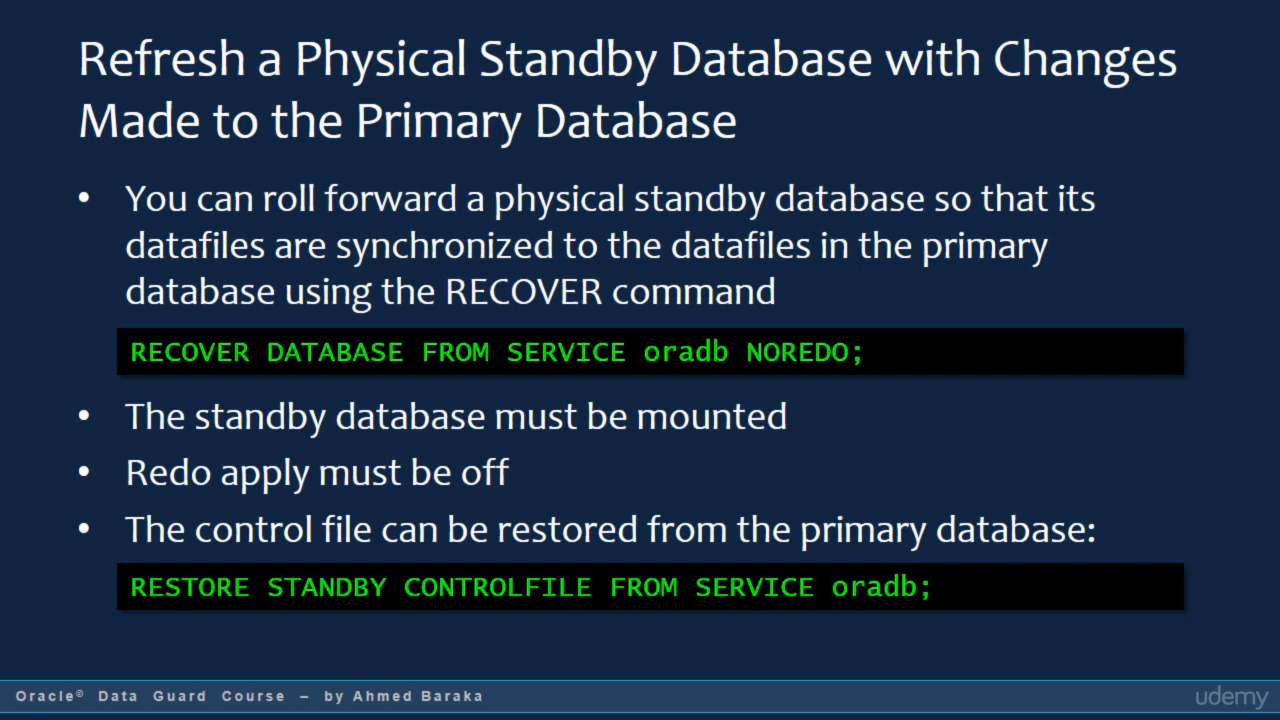 Refresh a Physical Standby Database with Changes
Made to the Primary Database
• You can roll forward a physical standby database so that its
datafiles are synchronized to the datafiles in the primary
database using the RECOVER command
RECOVER DATABASE FROM SERVICE oradb NOREDO;
• The standby database must be mounted
• Redo apply must be off
• The control file can be restored from the primary database:
RESTORE STANDBY CONTROLFILE FROM SERVICE oradb;
Oracle© Data Guard Course – by Ahmed Baraka
udemy